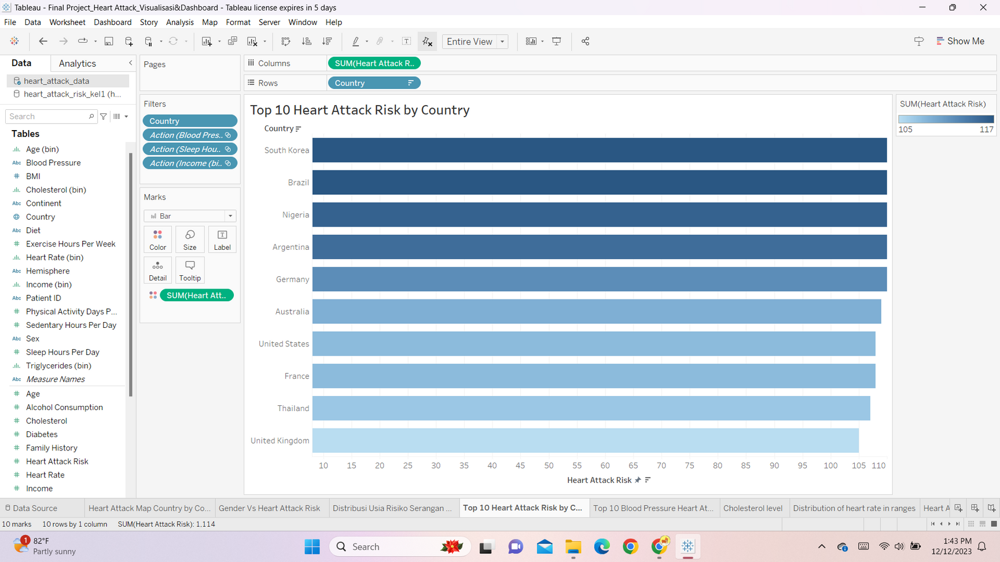 Tableau - Final Project_Heart Attack_Visualisasi&Dashboard - Tableau license expires in 5 days
File Data Worksheet Dashboard Story Analysis Map Format Server Window Help
Entire View
Show Me
Data Analytics
heart_attack_data
heart_attack_risk_kel1 (h...
Search
Tables
Age (bin)
Abc Blood Pressure
# BMI
Cholesterol (bin)
Abc Continent
Country
Abc Diet
# Exercise Hours Per Week
Heart Rate (bin)
Abc Hemisphere
Income (bin)
Abc Patient ID
# Physical Activity Days P...
# Sedentary Hours Per Day
Abc Sex
# Sleep Hours Per Day
Triglycerides (bin)
Abc Measure Names
# Age
# Alcohol Consumption
# Cholesterol
# Diabetes
# Family History
# Heart Attack Risk
# Heart Rate
# Income
Pages
Filters
Country
Action (Blood Pres..
Action (Sleep Hou..
Action (Income (bi..
Marks
Bar
Color Size Label
Detail Tooltip
SUM(Heart Att..
Columns SUM(Heart Attack R..
Rows Country
Top 10 Heart Attack Risk by Country
Country
South Korea
Brazil
Nigeria
Argentina
Germany
Australia
United States
France
Thailand
United Kingdom
10 15 20 25 30 35 40 45 50 55 60 65 70 75 80 85 90 95 100 105 110
Heart Attack Risk
SUM(Heart Attack Risk)
105 117
Data Source Heart Attack Map Country by Co... Gender Vs Heart Attack Risk Distribusi Usia Risiko Serangan ... Top 10 Heart Attack Risk by C... Top 10 Blood Pressure Heart At... Cholesterol level Distribution of heart rate in ranges Heart A
10 marks 10 rows by 1 column SUM(Heart Attack Risk): 1,114
1
82°F
Partly sunny
Search
1:43 PM
12/12/2023